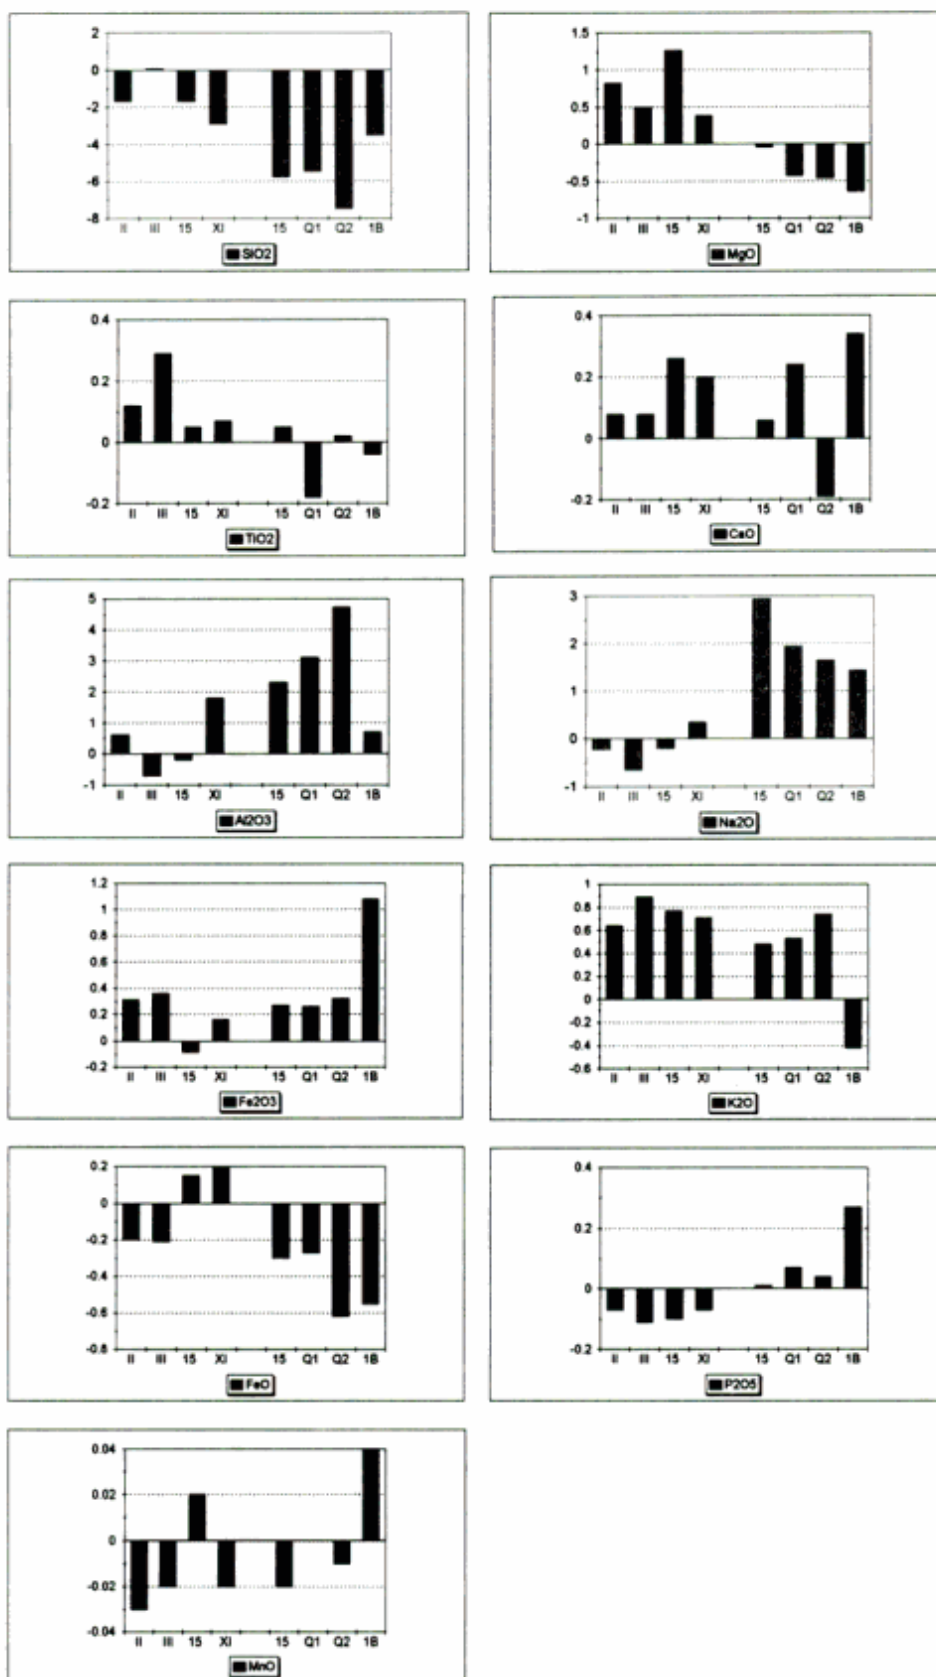 2
0
-2
-4
-6
-8
II III 15 XI 15 Q1 Q2 1B
SiO2
1.5
1
0.5
0
-0.5
-1
II III 15 XI 15 Q1 Q2 1B
MgO
0.4
0.2
0
-0.2
II III 15 XI 15 Q1 Q2 1B
TiO2
0.4
0.2
0
-0.2
II III 15 XI 15 Q1 Q2 1B
CaO
5
4
3
2
1
0
-1
II III 15 XI 15 Q1 Q2 1B
Al2O3
3
2
1
0
-1
II III 15 XI 15 Q1 Q2 1B
Na2O
1.2
1
0.8
0.6
0.4
0.2
0
-0.2
II III 15 XI 15 Q1 Q2 1B
Fe2O3
1
0.8
0.6
0.4
0.2
0
-0.2
-0.4
-0.6
II III 15 XI 15 Q1 Q2 1B
K2O
0.2
0
-0.2
-0.4
-0.6
-0.8
II III 15 XI 15 Q1 Q2 1B
FeO
0.4
0.2
0
-0.2
II III 15 XI 15 Q1 Q2 1B
P2O5
0.04
0.02
0
-0.02
-0.04
II III 15 XI 15 Q1 Q2 1B
MnO